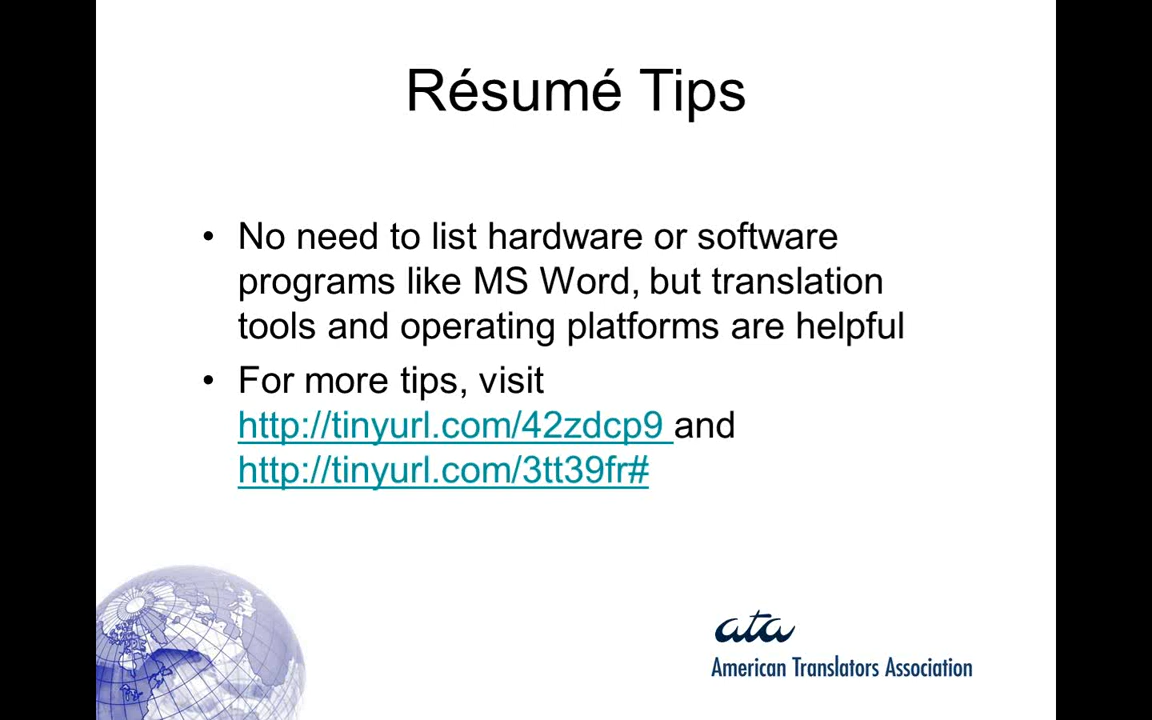 Résumé Tips
• No need to list hardware or software
programs like MS Word, but translation
tools and operating platforms are helpful
• For more tips, visit
http://tinyurl.com/42zdcp9 and
http://tinyurl.com/3tt39fr#
ata
American Translators Association